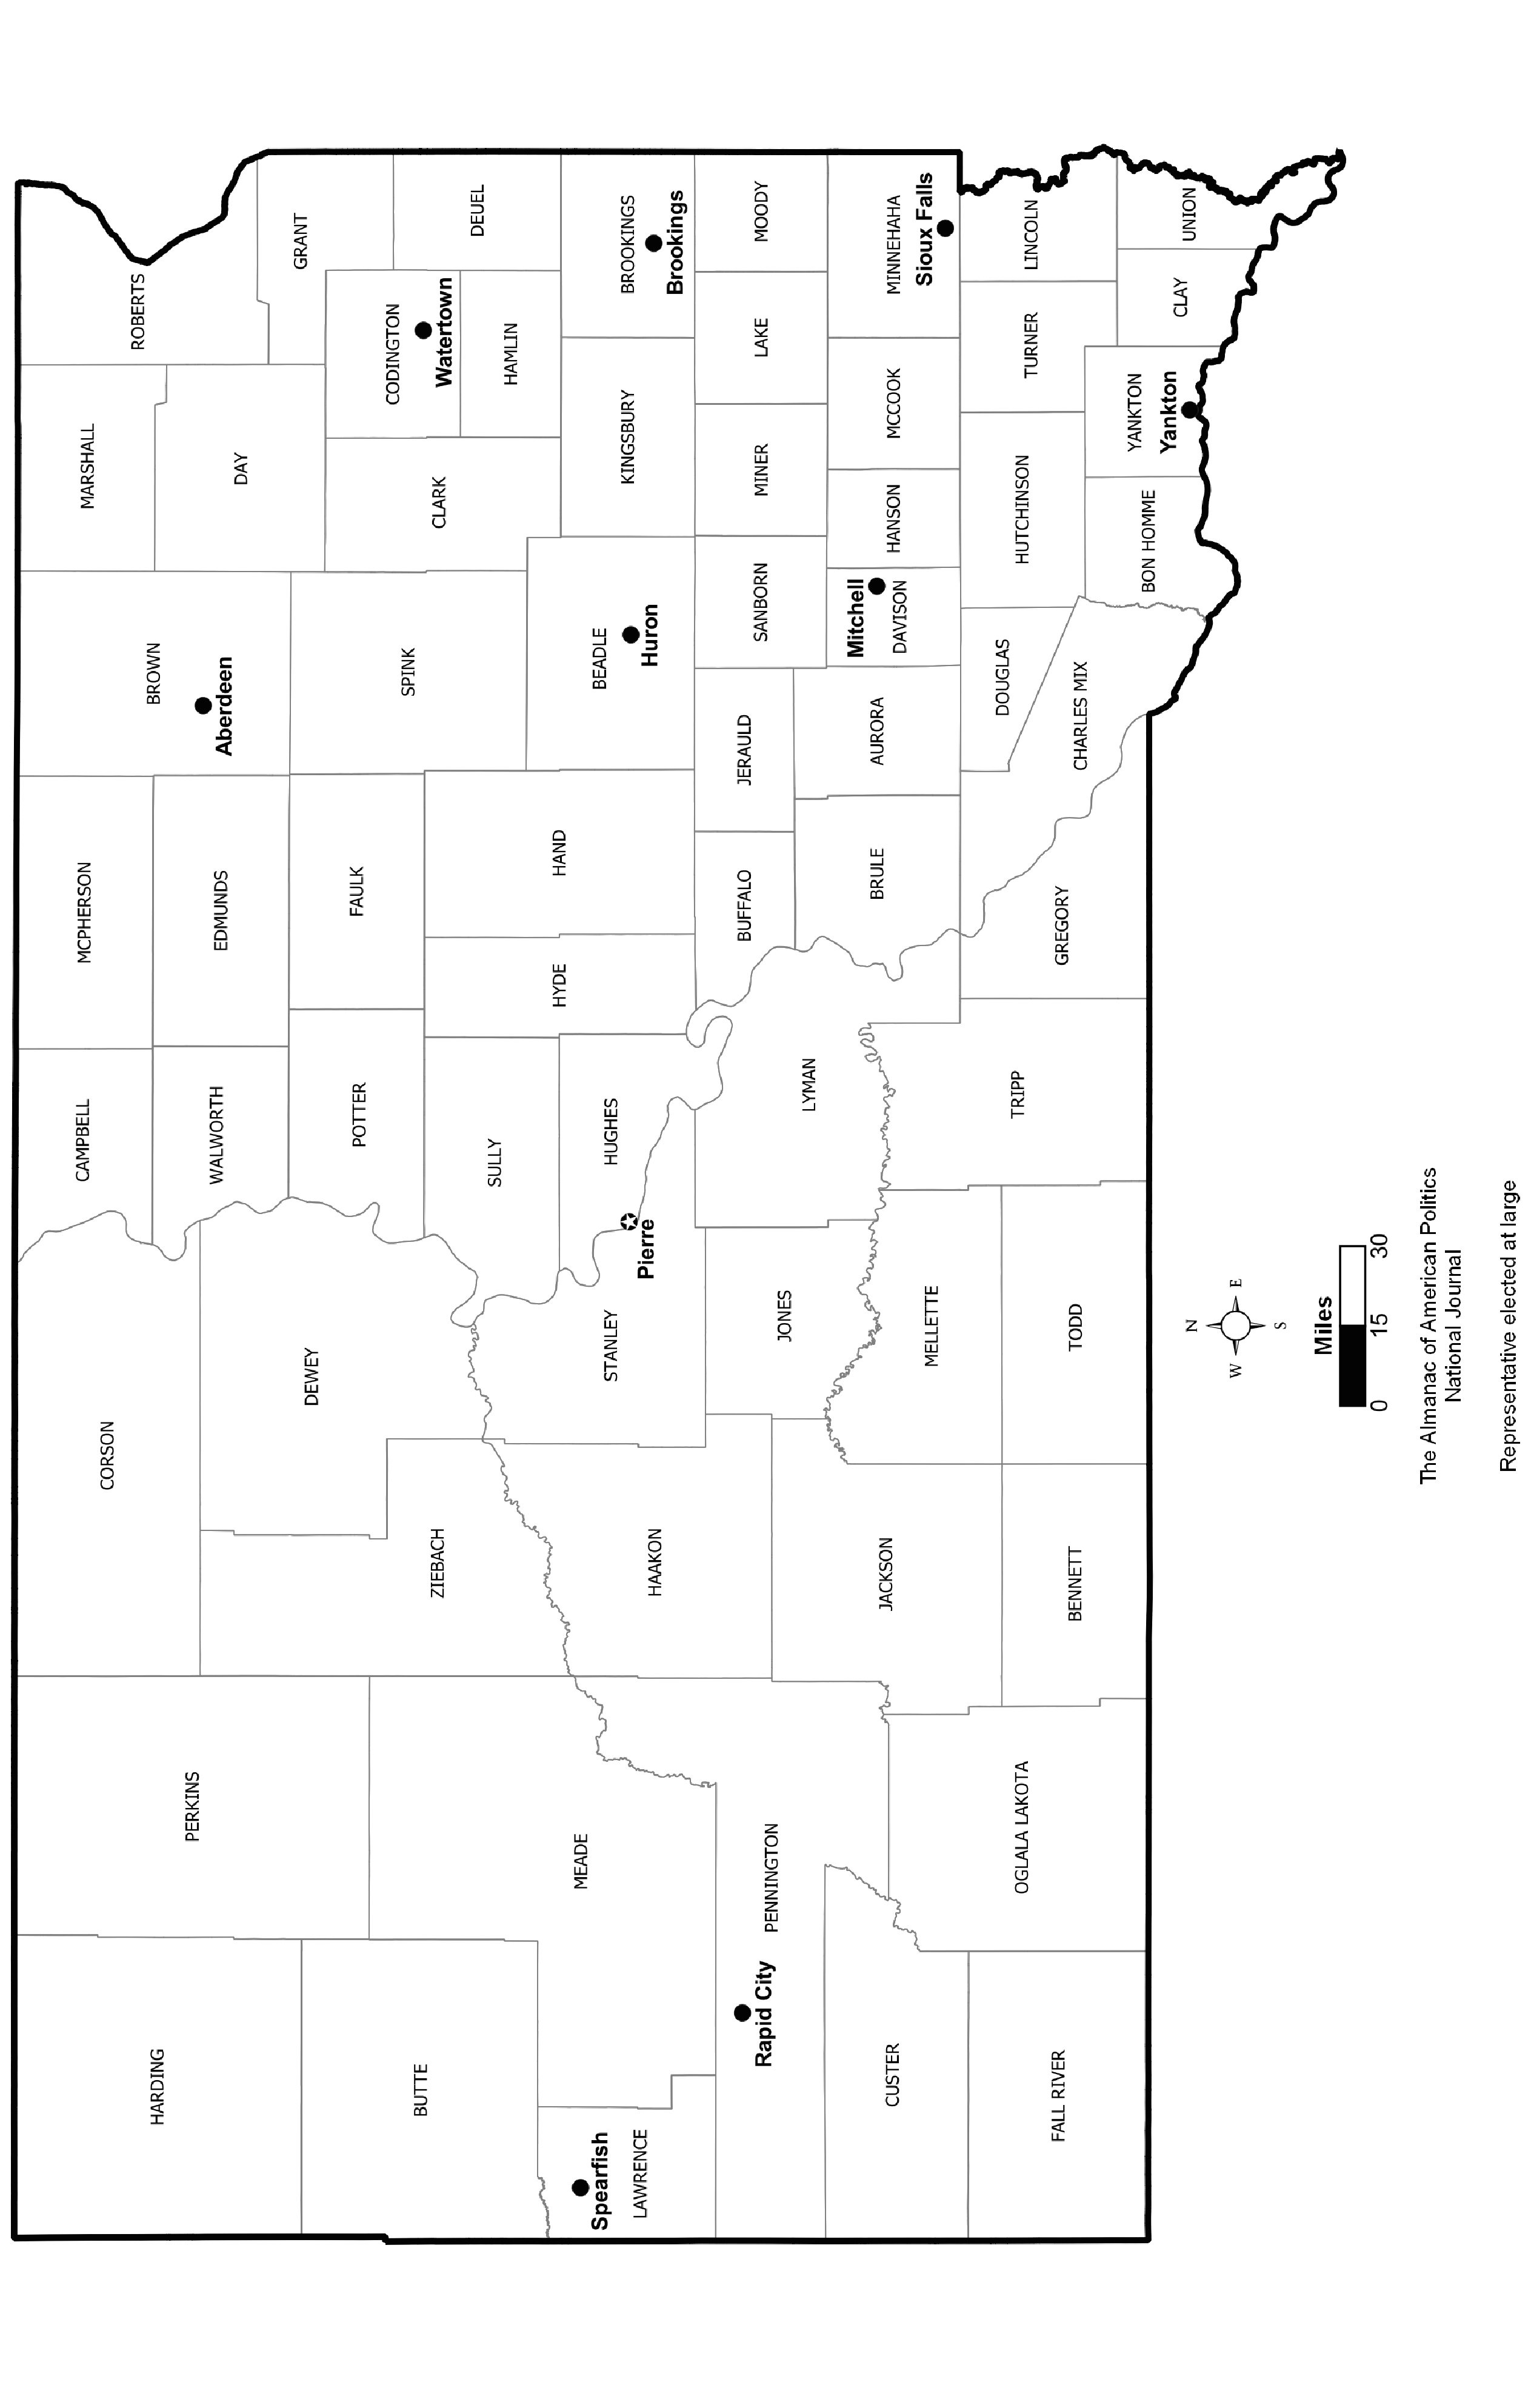 HARDING
PERKINS
CORSON
CAMPBELL
MCPHERSON
BROWN
MARSHALL
ROBERTS
WALWORTH
EDMUNDS
Aberdeen
DAY
GRANT
BUTTE
DEWEY
POTTER
FAULK
SPINK
CODINGTON
Watertown
CLARK
DEUEL
HAMLIN
ZIEBACH
MEADE
SULLY
HYDE
HAND
BEADLE
Huron
KINGSBURY
BROOKINGS
Brookings
Spearfish
LAWRENCE
HAAKON
STANLEY
HUGHES
Pierre
Rapid City
PENNINGTON
JONES
LYMAN
BUFFALO
JERAULD
SANBORN
MINER
LAKE
MOODY
CUSTER
JACKSON
MELLETTE
BRULE
AURORA
Mitchell
DAVISON
HANSON
MCCOOK
MINNEHAHA
Sioux Falls
FALL RIVER
OGLALA LAKOTA
BENNETT
TODD
TRIPP
GREGORY
CHARLES MIX
DOUGLAS
HUTCHINSON
TURNER
LINCOLN
BON HOMME
YANKTON
Yankton
CLAY
UNION
N
W
E
S
Miles
0 15 30
The Almanac of American Politics
National Journal
Representative elected at large